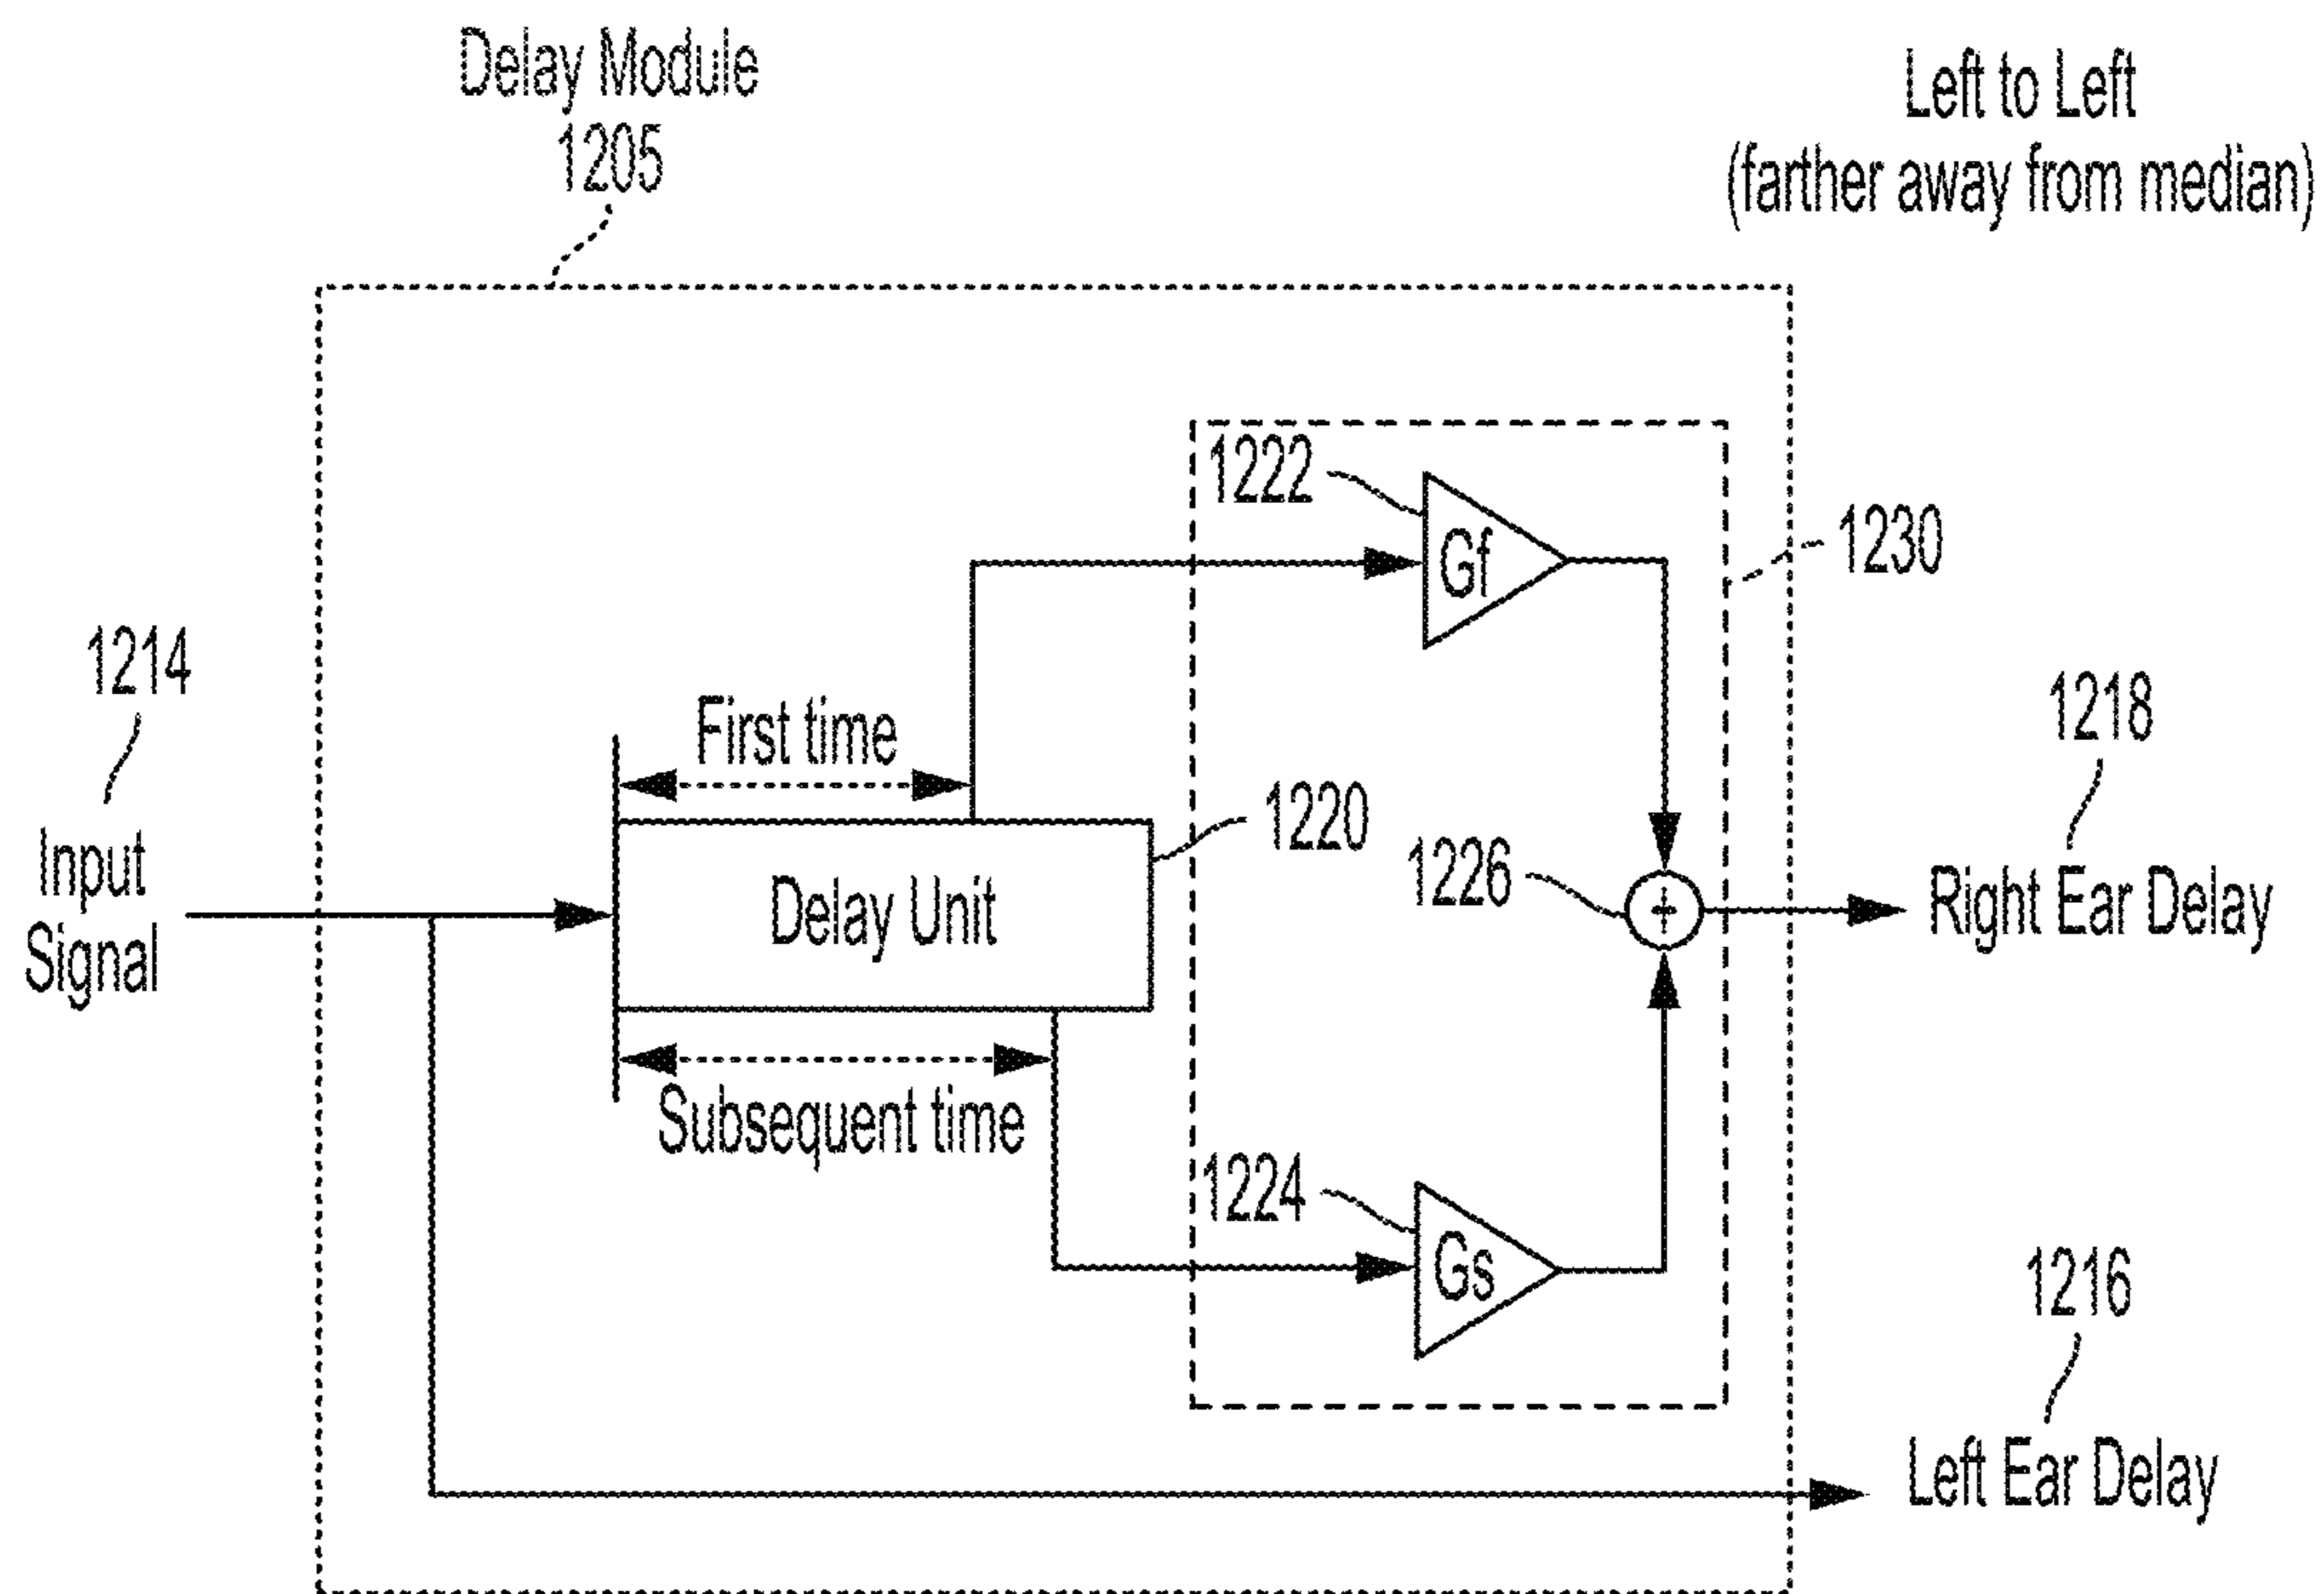 Delay Module
1205
Left to Left
(farther away from median)
1222
Gf
1230
1214
Input
Signal
First time
1220
Delay Unit
1226
+
1218
Right Ear Delay
Subsequent time
1224
Gs
1216
Left Ear Delay